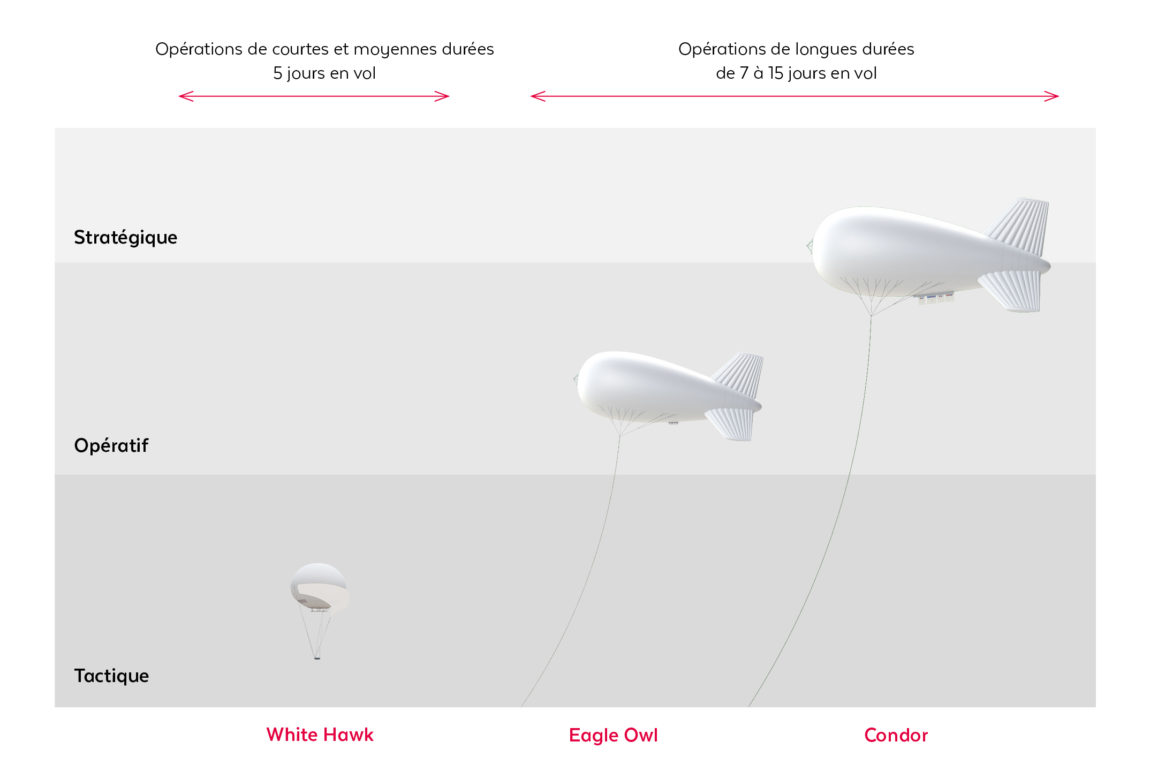 Opérations de courtes et moyennes durées
5 jours en vol
Opérations de longues durées
de 7 à 15 jours en vol
Stratégique
Opératif
Tactique
White Hawk
Eagle Owl
Condor